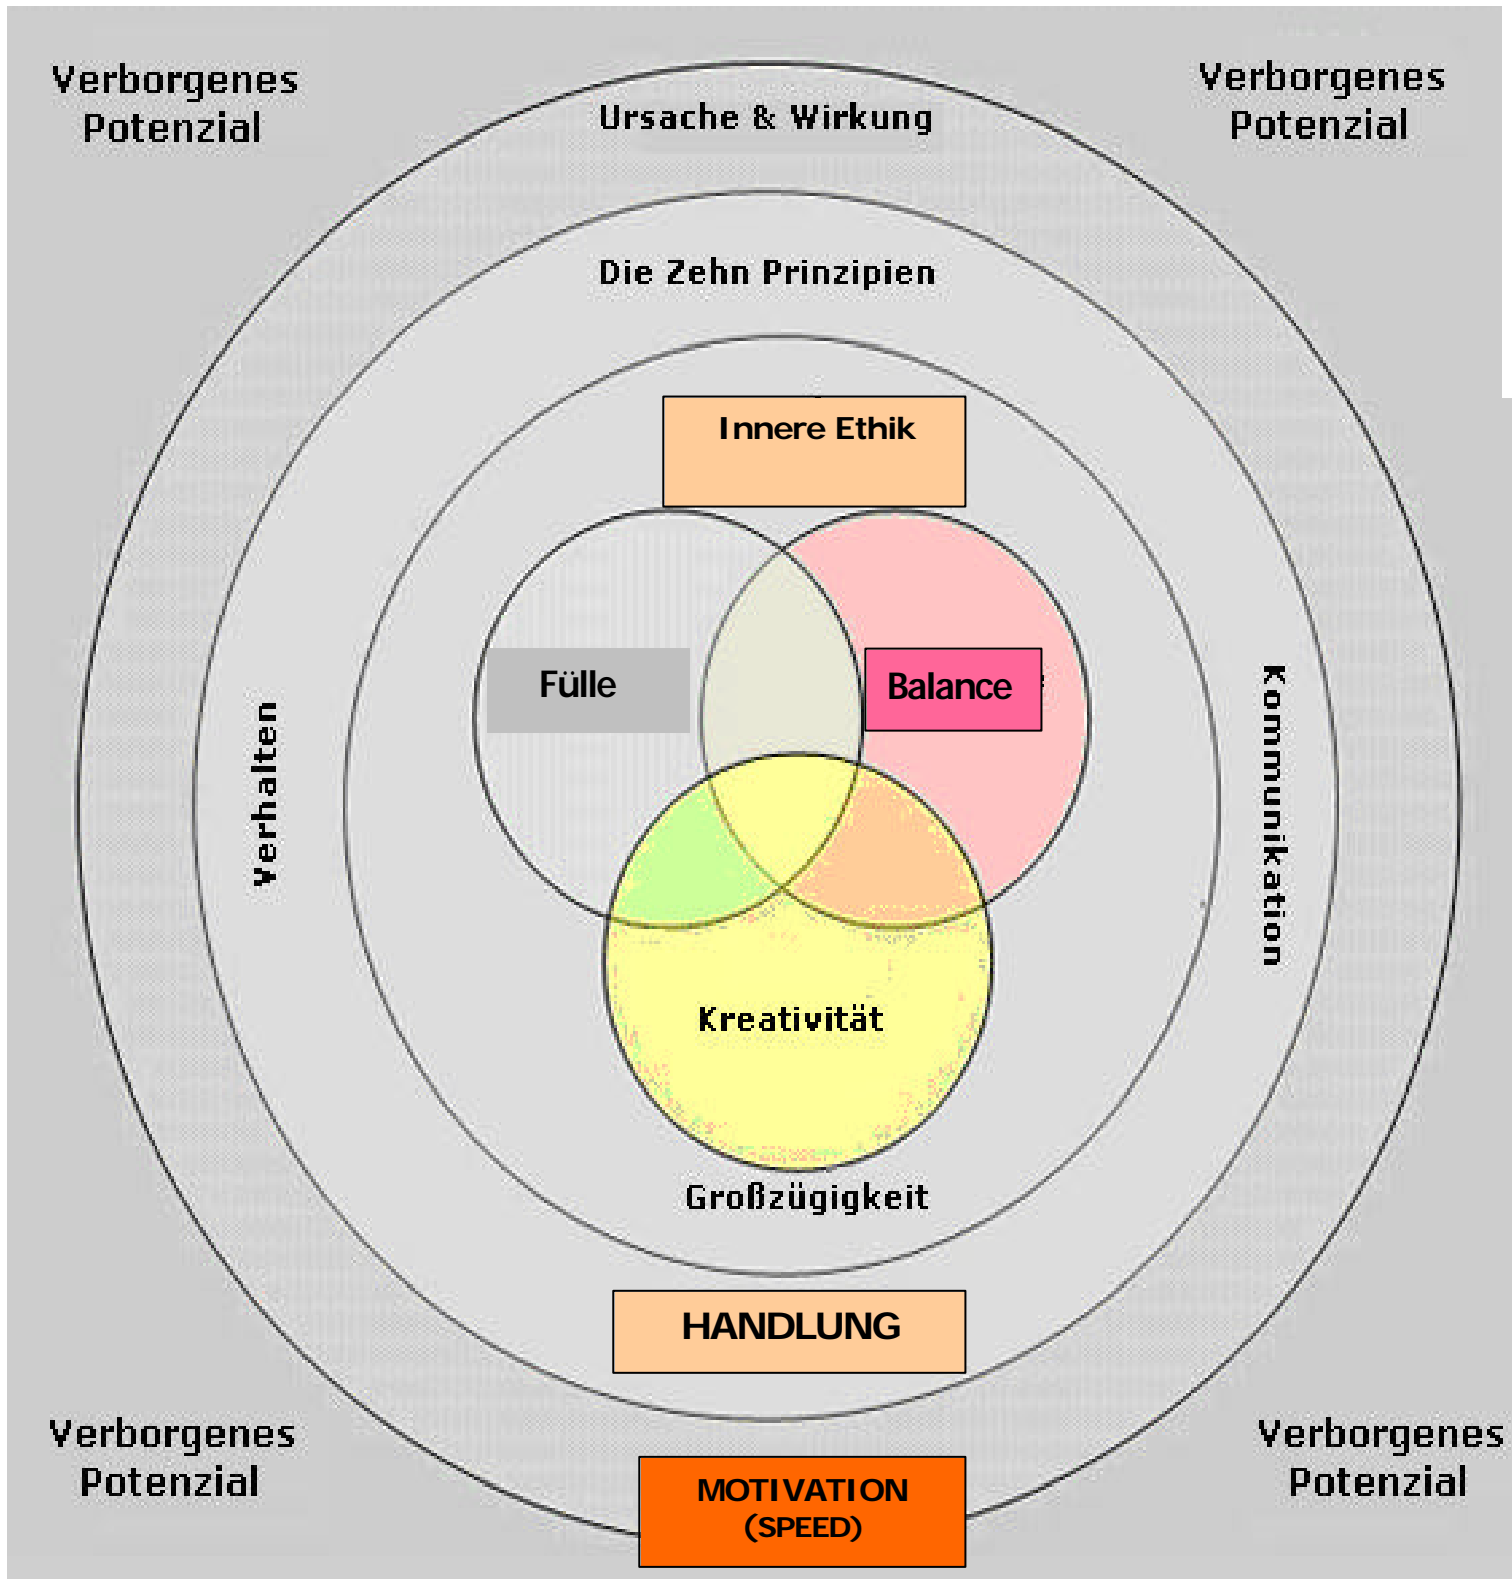 Verborgenes
Potenzial
Verborgenes
Potenzial
Ursache & Wirkung
Die Zehn Prinzipien
Innere Ethik
Fülle
Balance
Verhalten
Kommunikation
Kreativität
Großzügigkeit
HANDLUNG
Verborgenes
Potenzial
Verborgenes
Potenzial
MOTIVATION
(SPEED)